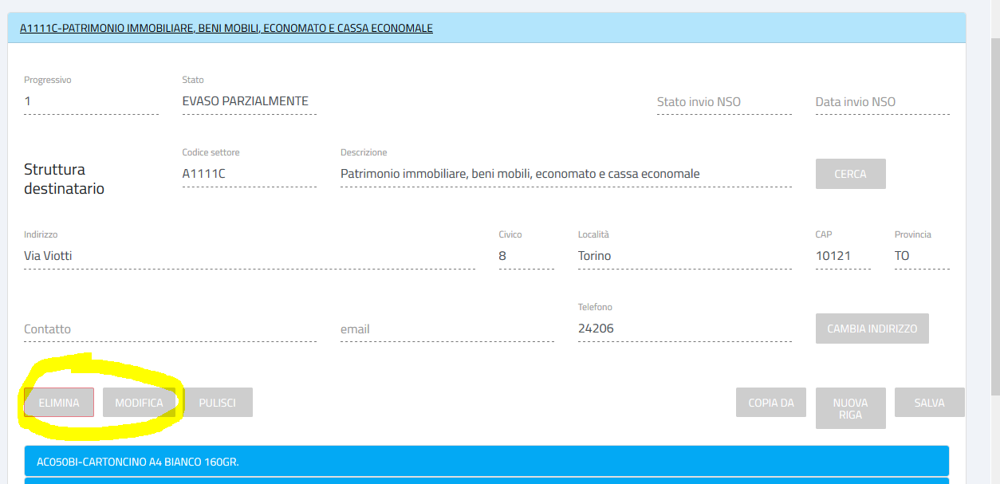 A1111C-PATRIMONIO IMMOBILIARE, BENI MOBILI, ECONOMATO E CASSA ECONOMALE
Progressivo
Stato
1
EVASO PARZIALMENTE
Stato invio NSO
Data invio NSO
Struttura
destinatario
Codice settore
A1111C
Descrizione
Patrimonio immobiliare, beni mobili, economato e cassa economale
CERCA
Indirizzo
Civico
Località
CAP
Provincia
Via Viotti
8
Torino
10121
TO
Contatto
email
Telefono
24206
CAMBIA INDIRIZZO
ELIMINA
MODIFICA
PULISCI
COPIA DA
NUOVA
RIGA
SALVA
AC050BI-CARTONCINO A4 BIANCO 160GR.